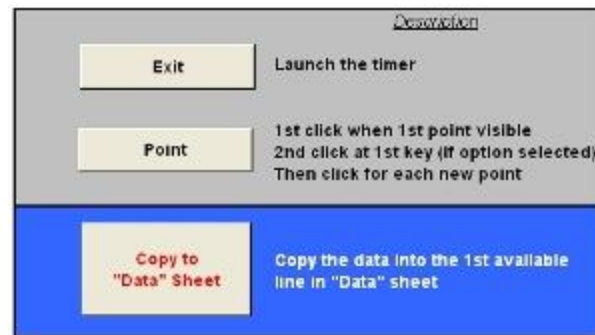 Description
Exit
Launch the timer
Point
1st click when 1st point visible
2nd click at 1st key (if option selected)
Then click for each new point
Copy to
"Data" Sheet
Copy the data into the 1st available
line in "Data" sheet